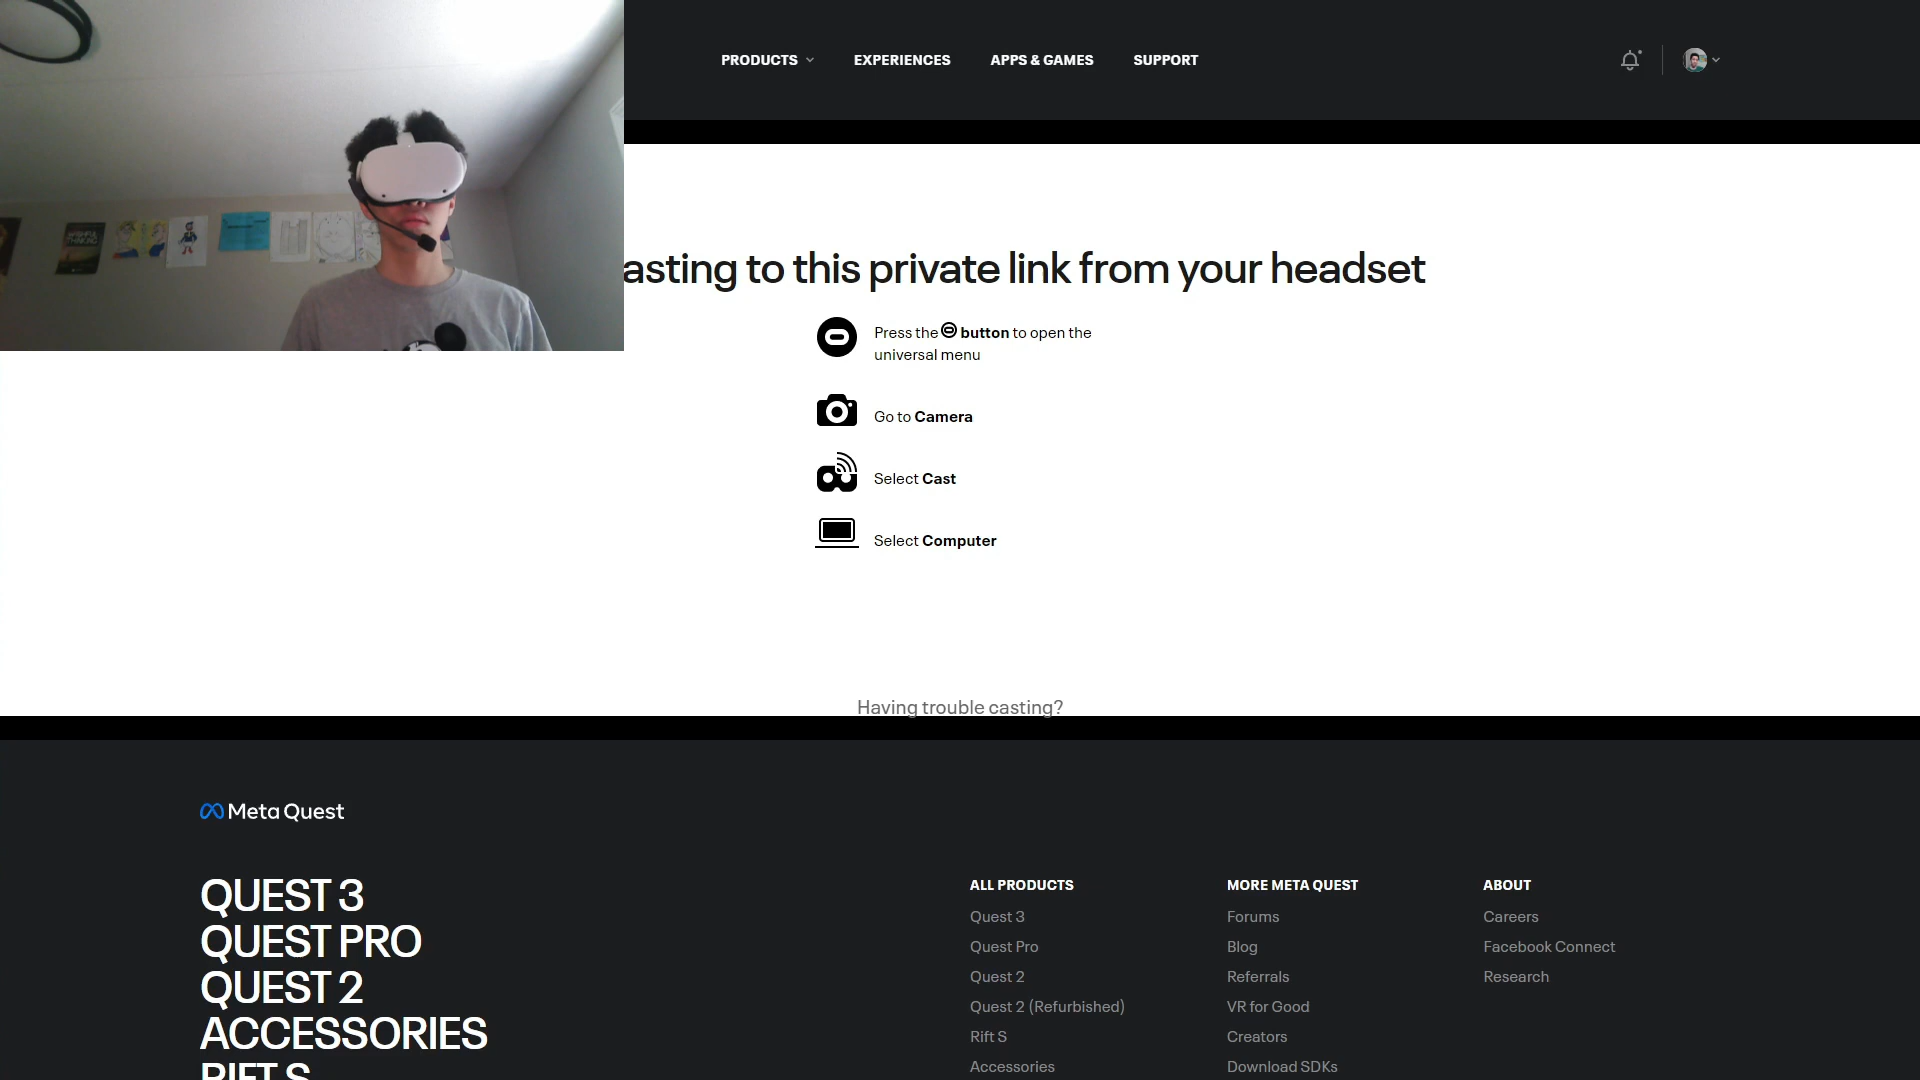 PRODUCTS
EXPERIENCES
APPS & GAMES
SUPPORT
WISHFUL
THINKING
asting to this private link from your headset
Press the button to open the
universal menu
Go to Camera
Select Cast
Select Computer
Having trouble casting?
Meta Quest
QUEST 3
QUEST PRO
QUEST 2
ACCESSORIES
RIFT S
ALL PRODUCTS
Quest 3
Quest Pro
Quest 2
Quest 2 (Refurbished)
Rift S
Accessories
MORE META QUEST
Forums
Blog
Referrals
VR for Good
Creators
Download SDKs
ABOUT
Careers
Facebook Connect
Research